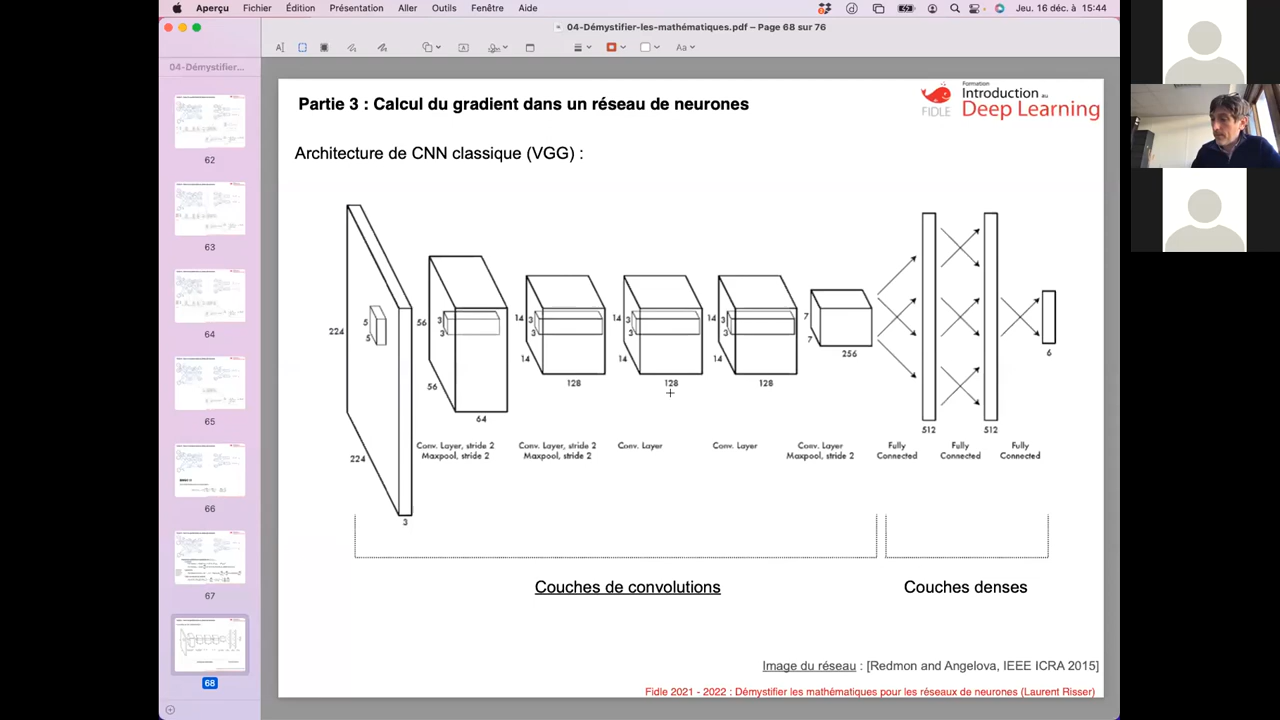 Aperçu Fichier Édition Présentation Aller Outils Fenêtre Aide
Jeu. 16 déc. à 15:44
04-Démystifier-les-mathématiques.pdf — Page 68 sur 76
Aa
04-Démystifier...
62
63
64
65
66
67
68
Partie 3 : Calcul du gradient dans un réseau de neurones
FIDLE
Formation
Introduction au
Deep Learning
Architecture de CNN classique (VGG) :
224
224
3
5
5
56
56
3
3
64
14
14
3
3
128
14
14
3
3
128
14
14
3
3
128
7
7
256
512
512
6
Conv. Layer, stride 2
Maxpool, stride 2
Conv. Layer, stride 2
Maxpool, stride 2
Conv. Layer
Conv. Layer
Conv. Layer
Maxpool, stride 2
Fully
Connected
Fully
Connected
Fully
Connected
Couches de convolutions
Couches denses
Image du réseau : [Redmon and Angelova, IEEE ICRA 2015]
Fidle 2021 - 2022 : Démystifier les mathématiques pour les réseaux de neurones (Laurent Risser)